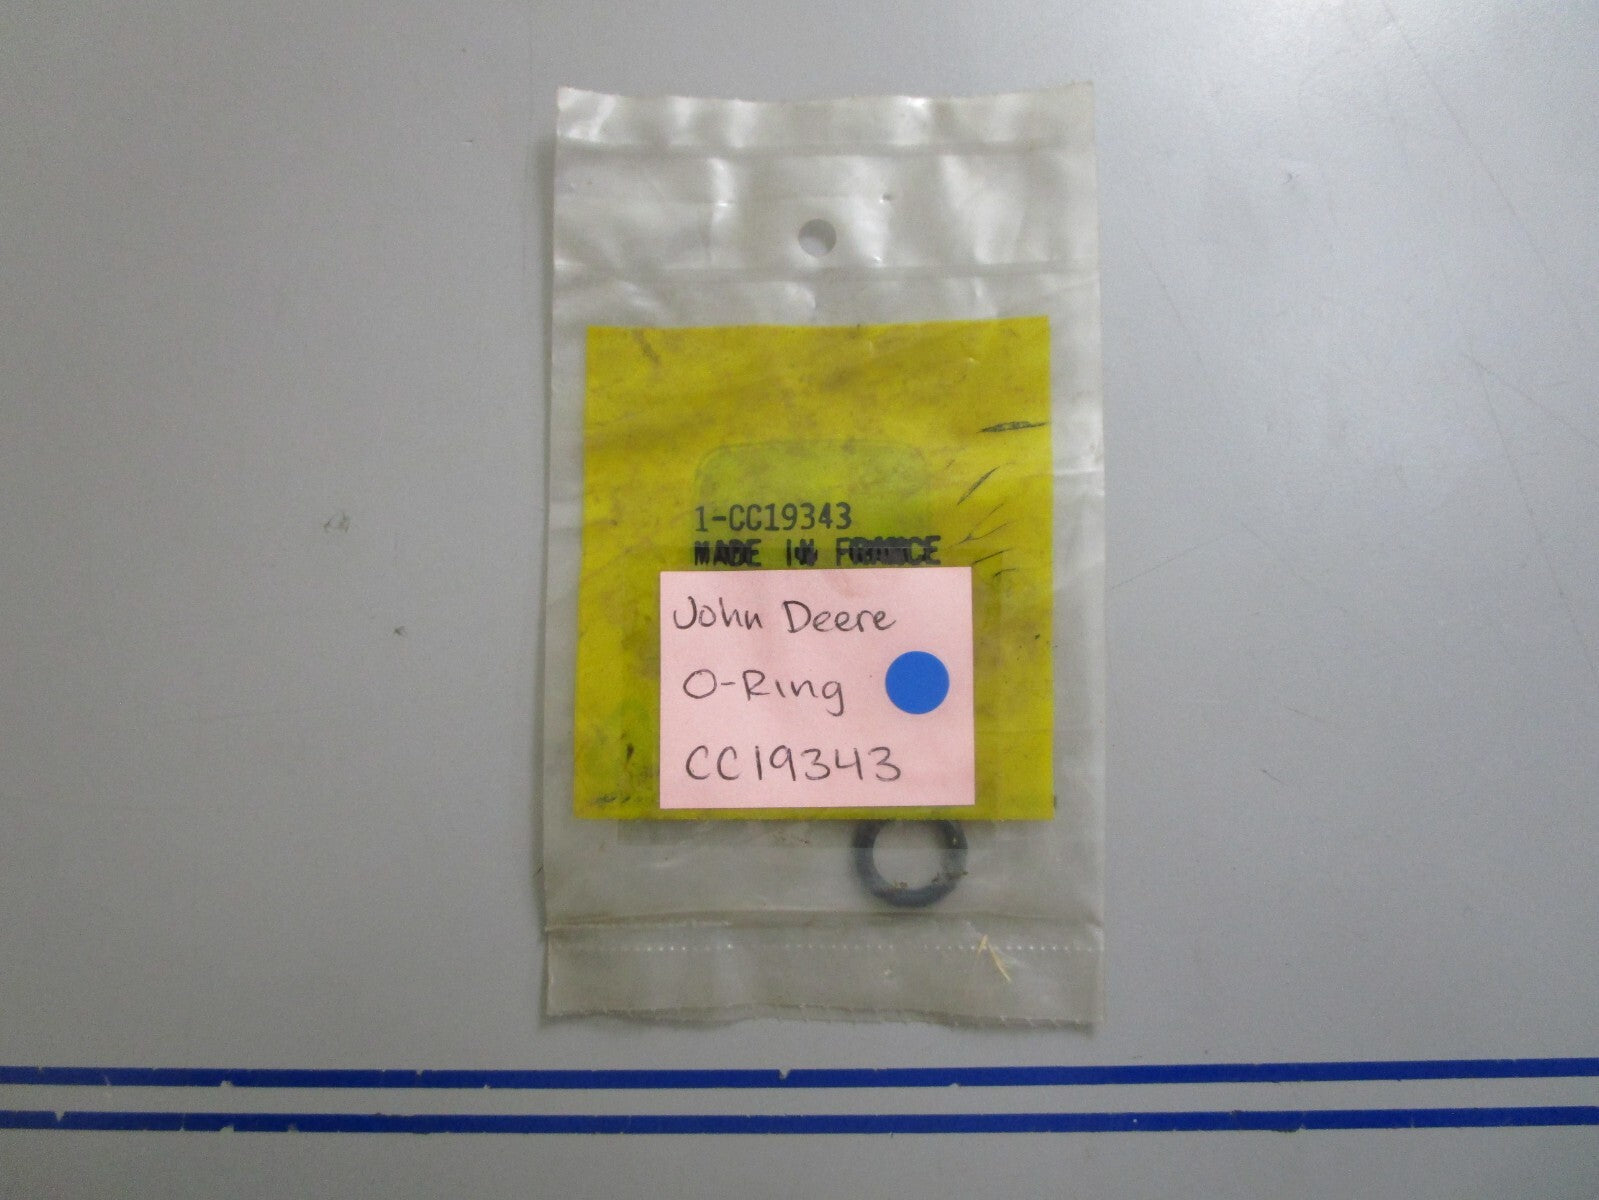 1-CC19343
MADE IN FRANCE
John Deere
O-Ring
CC19343